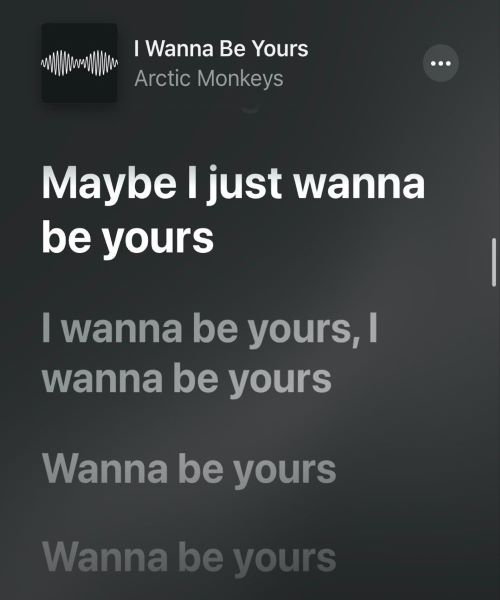 I Wanna Be Yours
Arctic Monkeys
Maybe I just wanna
be yours
I wanna be yours, I
wanna be yours
Wanna be yours
Wanna be yours